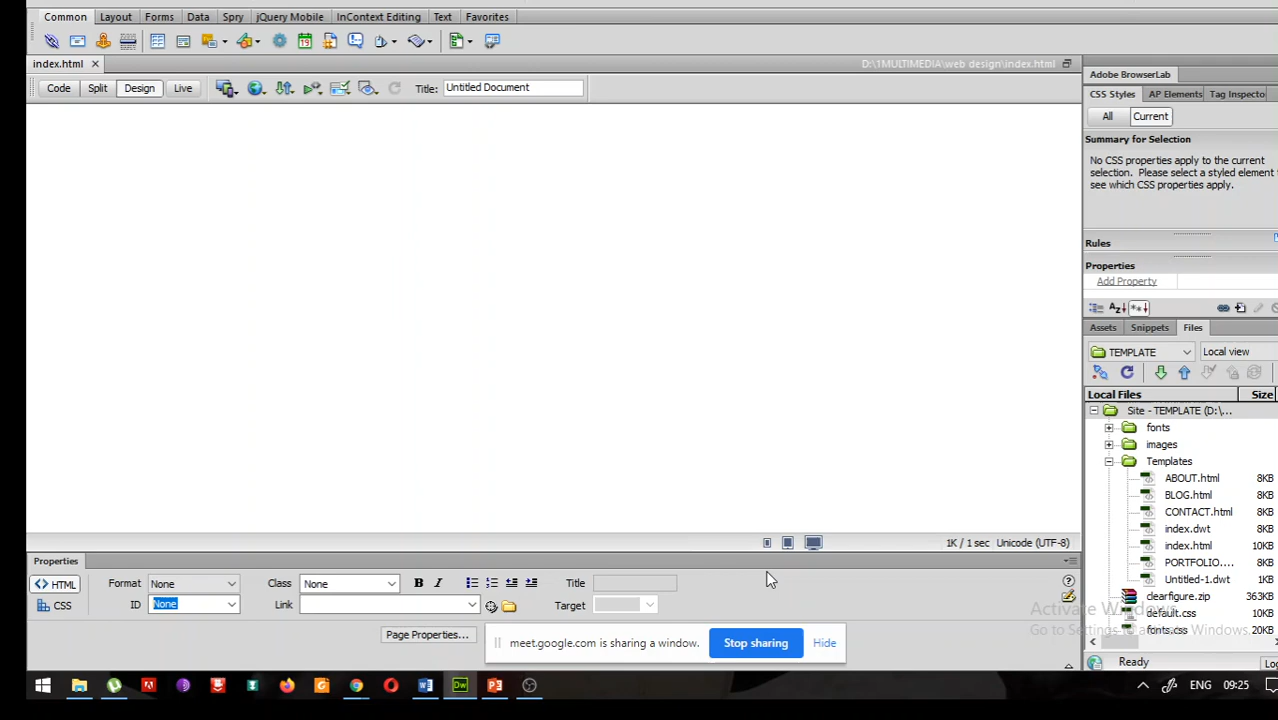 Common Layout Forms Data Spry jQuery Mobile InContext Editing Text Favorites
19
index.html D:\1MULTIMEDIA\web design\index.html
Code Split Design Live Title: Untitled Document
Adobe BrowserLab
CSS Styles AP Elements Tag Inspecto
All Current
Summary for Selection
No CSS properties apply to the current
selection. Please select a styled element t
see which CSS properties apply.
Rules
Properties
Add Property
Assets Snippets Files
TEMPLATE Local view
Local Files Size
Site - TEMPLATE (D:\...
fonts
images
Templates
ABOUT.html 8KB
BLOG.html 8KB
CONTACT.html 8KB
index.dwt 8KB
index.html 10KB
PORTFOLIO.... 8KB
Untitled-1.dwt 1KB
clearfigure.zip 363KB
default.css 11KB
fonts.css 20KB
Ready Lo
1K / 1 sec Unicode (UTF-8)
Properties
HTML Format None Class None B I Title
CSS ID None Link Target
Page Properties...
meet.google.com is sharing a window. Stop sharing Hide
Activate Windows
Go to Settings to activate Windows.
ENG 09:25